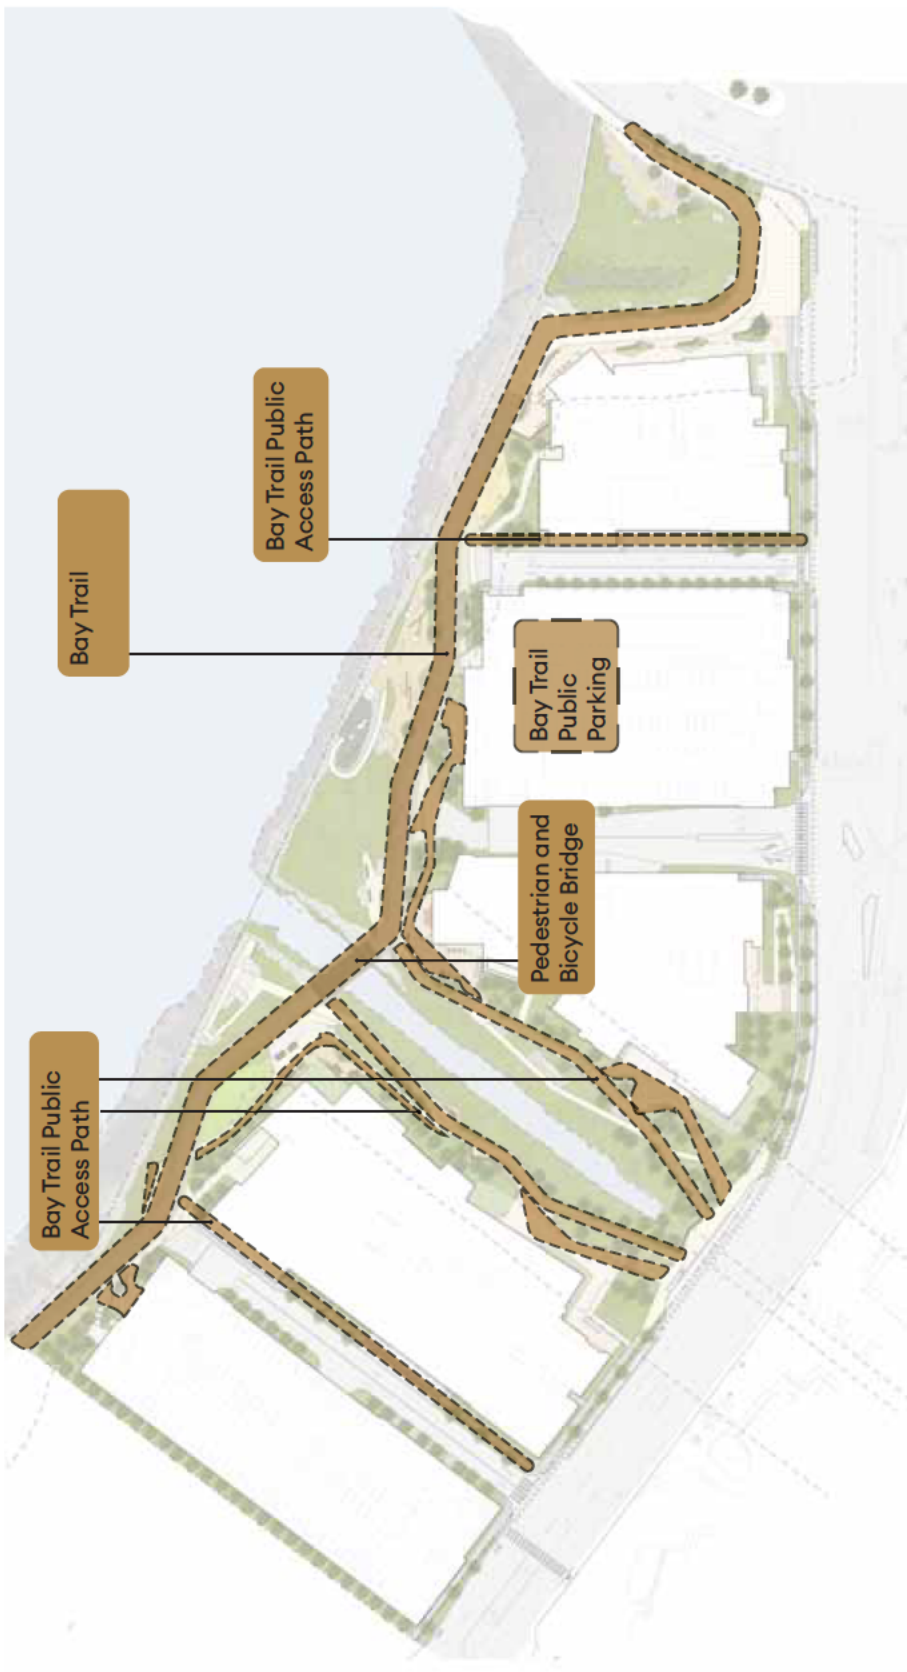 Bay Trail Public
Access Path
Bay Trail
Bay Trail Public
Access Path
Pedestrian and
Bicycle Bridge
Bay Trail
Public
Parking